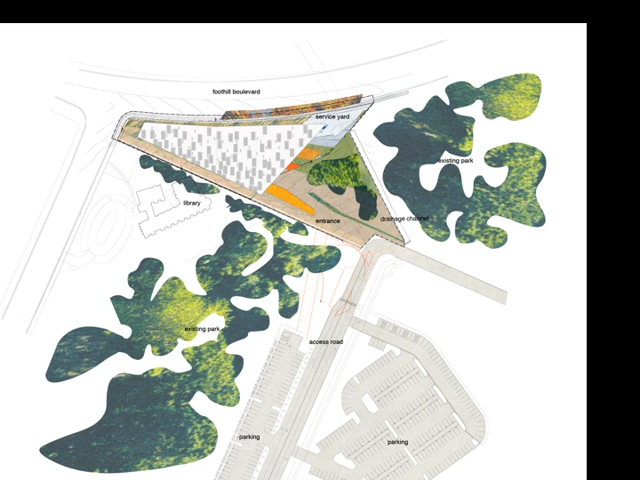 foothill boulevard
service yard
existing park
library
entrance
drainage channel
existing park
access road
parking
parking